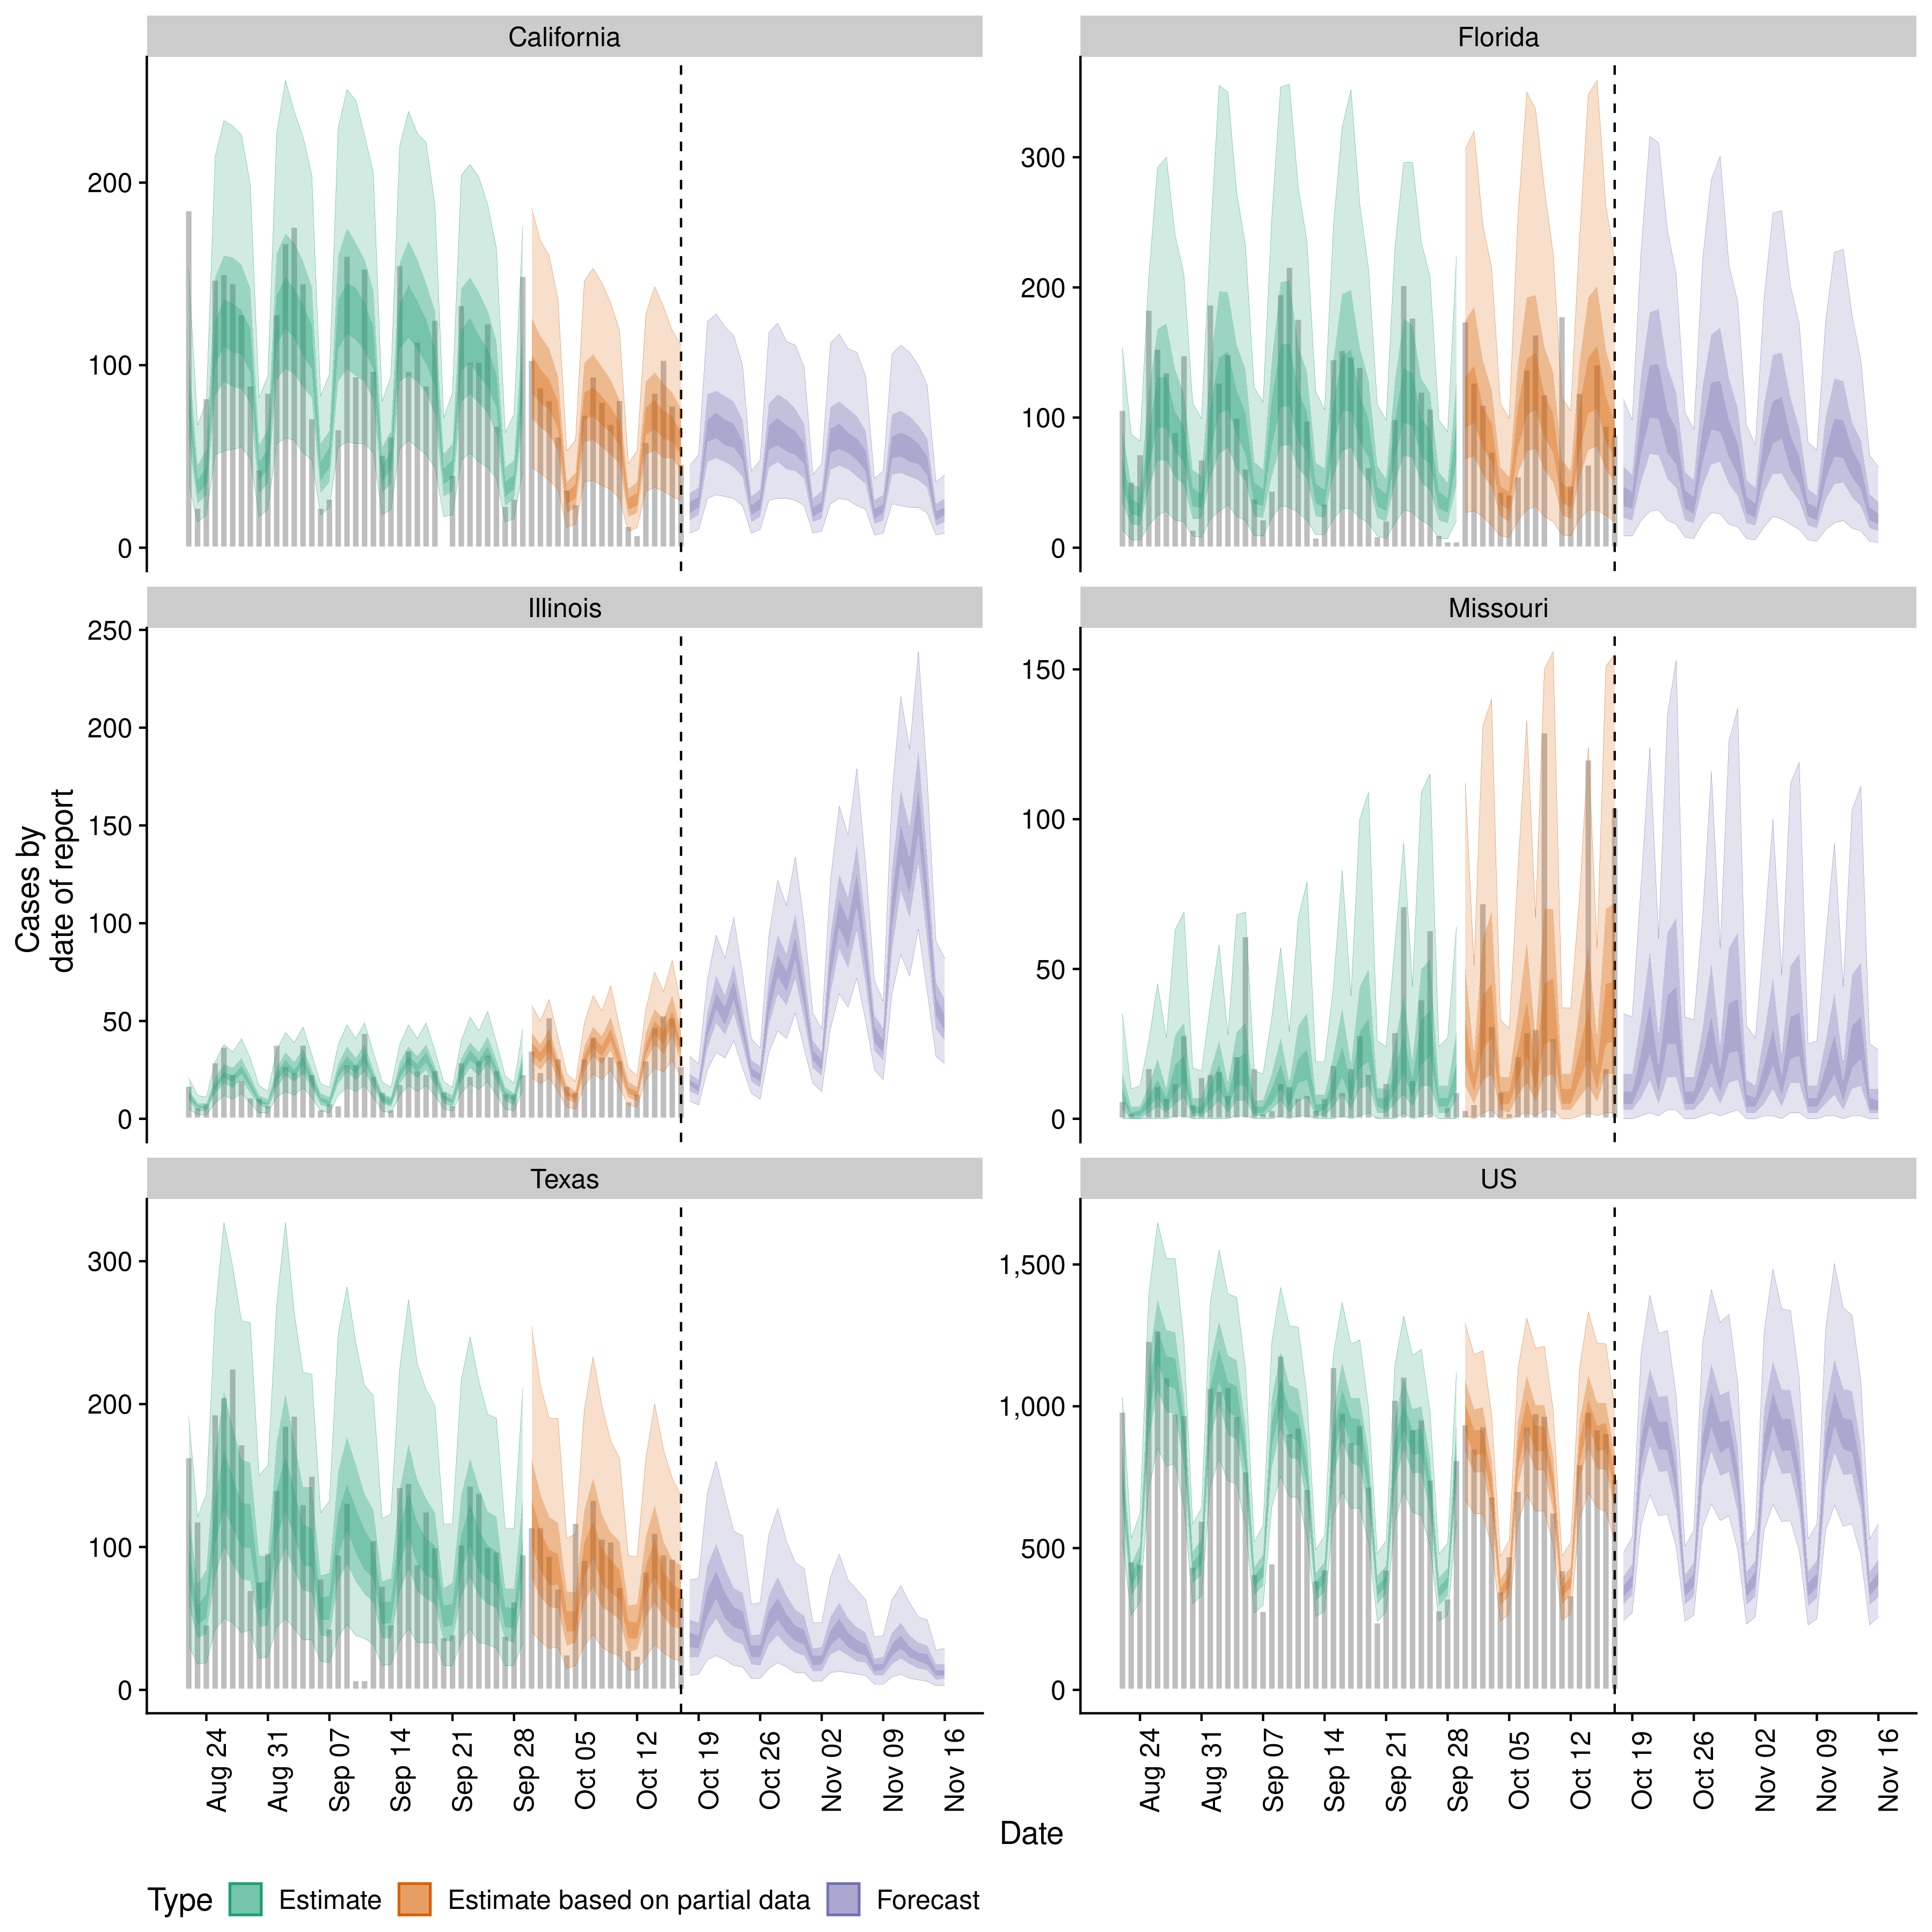 California
Florida
200
100
0
300
200
100
0
Illinois
Missouri
250
200
150
100
50
0
150
100
50
0
Cases by
date of report
Texas
US
300
200
100
0
1,500
1,000
500
0
Aug 24
Aug 31
Sep 07
Sep 14
Sep 21
Sep 28
Oct 05
Oct 12
Oct 19
Oct 26
Nov 02
Nov 09
Nov 16
Aug 24
Aug 31
Sep 07
Sep 14
Sep 21
Sep 28
Oct 05
Oct 12
Oct 19
Oct 26
Nov 02
Nov 09
Nov 16
Date
Type Estimate Estimate based on partial data Forecast